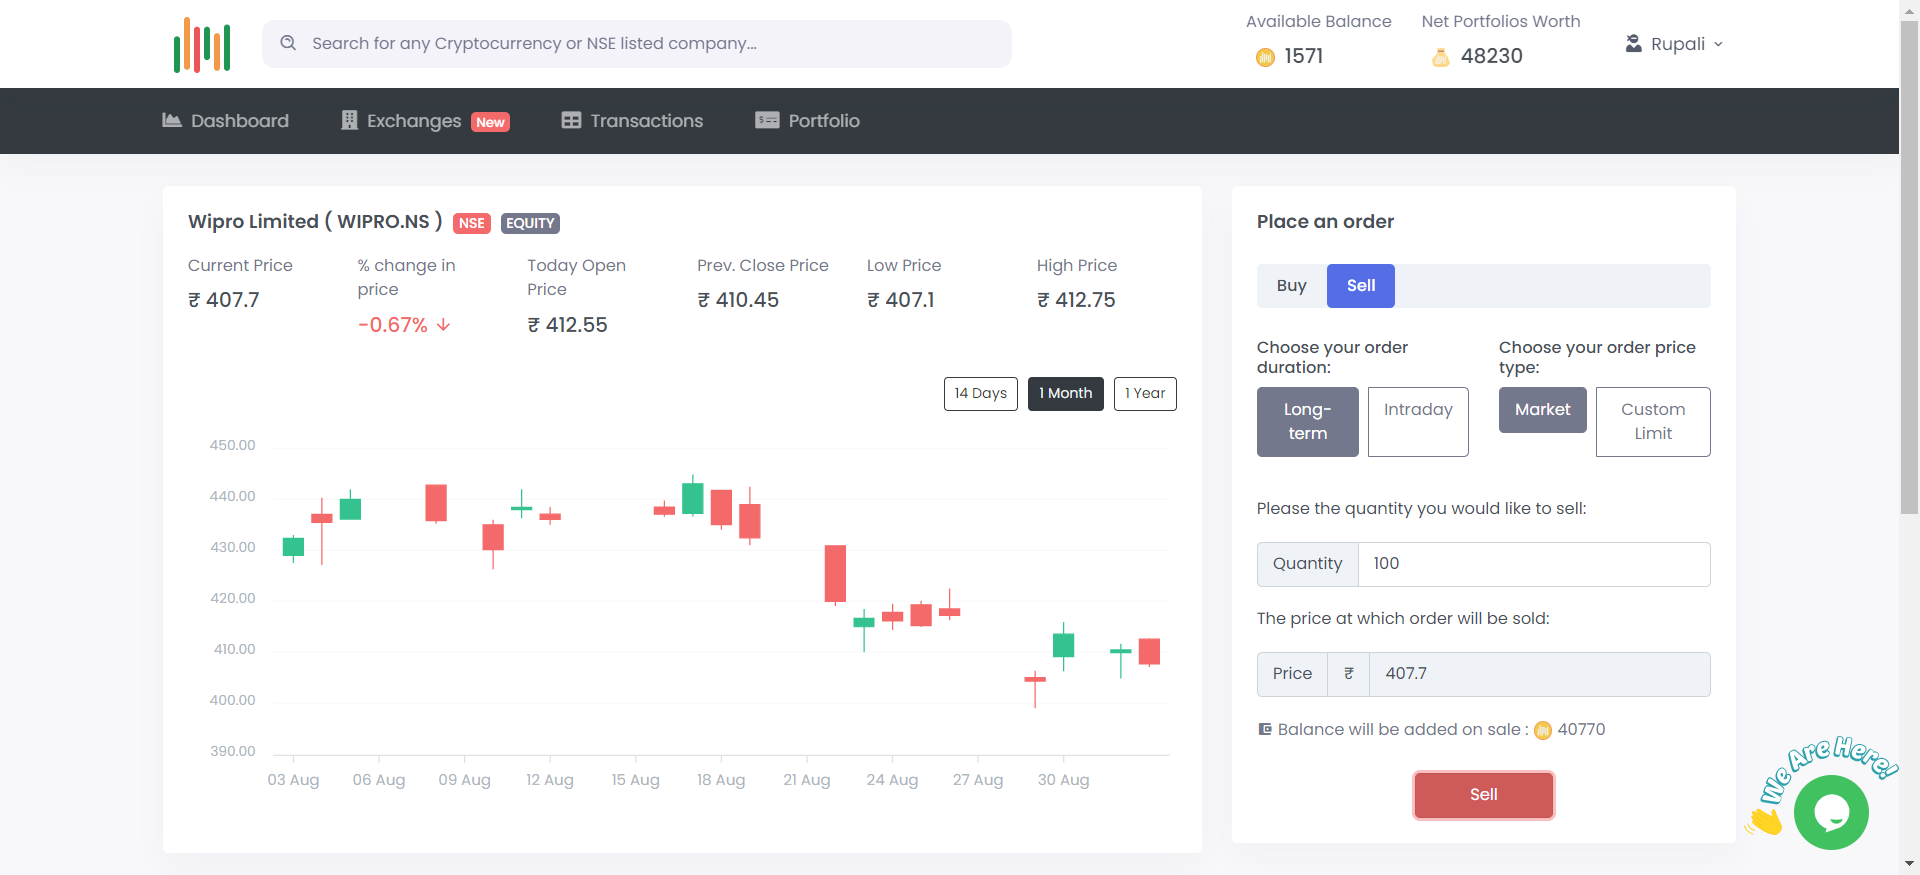 Search for any Cryptocurrency or NSE listed company...
Available Balance
1571
Net Portfolios Worth
48230
Rupali
Dashboard
Exchanges New
Transactions
Portfolio
Wipro Limited ( WIPRO.NS ) NSE EQUITY
Current Price
₹ 407.7
% change in
price
-0.67% ↓
Today Open
Price
₹ 412.55
Prev. Close Price
₹ 410.45
Low Price
₹ 407.1
High Price
₹ 412.75
14 Days
1 Month
1 Year
450.00
440.00
430.00
420.00
410.00
400.00
390.00
03 Aug
06 Aug
09 Aug
12 Aug
15 Aug
18 Aug
21 Aug
24 Aug
27 Aug
30 Aug
Place an order
Buy
Sell
Choose your order
duration:
Long-
term
Intraday
Choose your order price
type:
Market
Custom
Limit
Please the quantity you would like to sell:
Quantity
100
The price at which order will be sold:
Price ₹ 407.7
Balance will be added on sale : 40770
Sell
We Are Here!